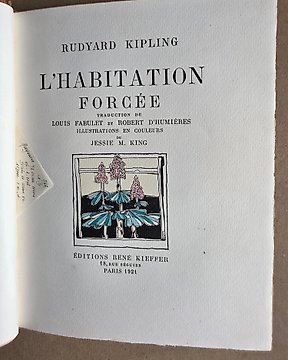 RUDYARD KIPLING
L'HABITATION
FORCÉE
TRADUCTION DE
LOUIS FABULET ET ROBERT D'HUMIÈRES
ILLUSTRATIONS EN COULEURS
DE
JESSIE M. KING
ÉDITIONS RENÉ KIEFFER
18, RUE SÉGUIER
PARIS 1921